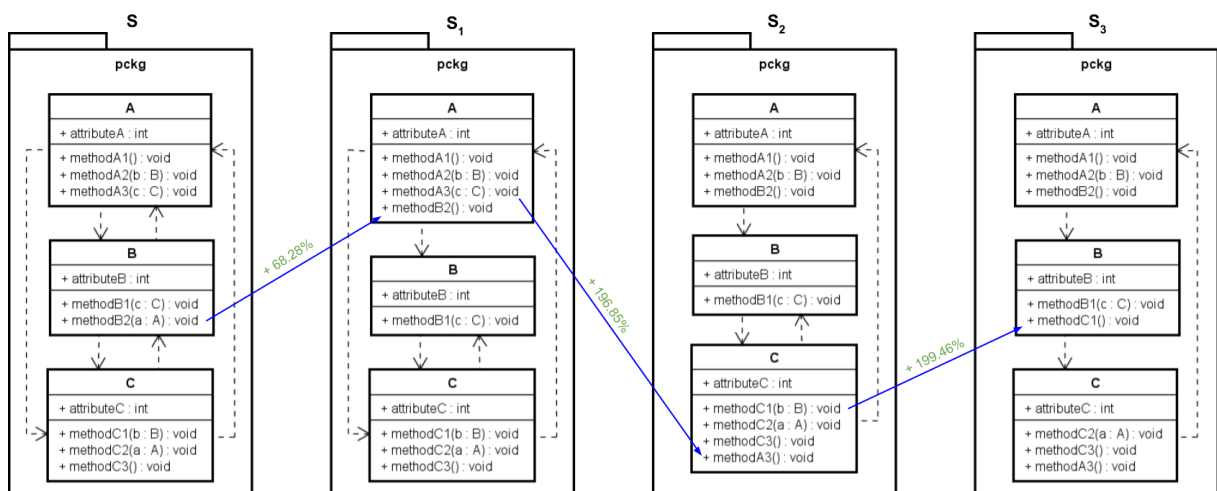 S
pckg
A
+ attributeA : int
+ methodA1() : void
+ methodA2(b : B) : void
+ methodA3(c : C) : void
B
+ attributeB : int
+ methodB1(c : C) : void
+ methodB2(a : A) : void
C
+ attributeC : int
+ methodC1(b : B) : void
+ methodC2(a : A) : void
+ methodC3() : void
+ 68.28%
S1
pckg
A
+ attributeA : int
+ methodA1() : void
+ methodA2(b : B) : void
+ methodA3(c : C) : void
+ methodB2() : void
B
+ attributeB : int
+ methodB1(c : C) : void
C
+ attributeC : int
+ methodC1(b : B) : void
+ methodC2(a : A) : void
+ methodC3() : void
+ 196.85%
S2
pckg
A
+ attributeA : int
+ methodA1() : void
+ methodA2(b : B) : void
+ methodB2() : void
B
+ attributeB : int
+ methodB1(c : C) : void
C
+ attributeC : int
+ methodC1(b : B) : void
+ methodC2(a : A) : void
+ methodC3() : void
+ methodA3() : void
+ 199.46%
S3
pckg
A
+ attributeA : int
+ methodA1() : void
+ methodA2(b : B) : void
+ methodB2() : void
B
+ attributeB : int
+ methodB1(c : C) : void
+ methodC1() : void
C
+ attributeC : int
+ methodC2(a : A) : void
+ methodC3() : void
+ methodA3() : void